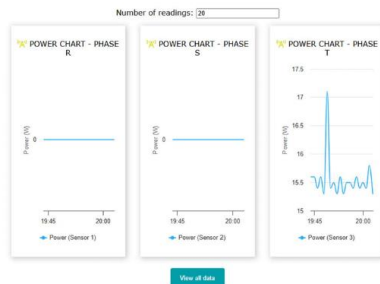 Number of readings: 20
"A" POWER CHART - PHASE
R
Power (W)
0
19:45 20:00
Power (Sensor 1)
"A" POWER CHART - PHASE
S
Power (W)
0
19:45 20:00
Power (Sensor 2)
"A" POWER CHART - PHASE
T
Power (W)
17.5
17
16.5
16
15.5
15
19:45 20:00
Power (Sensor 3)
View all data